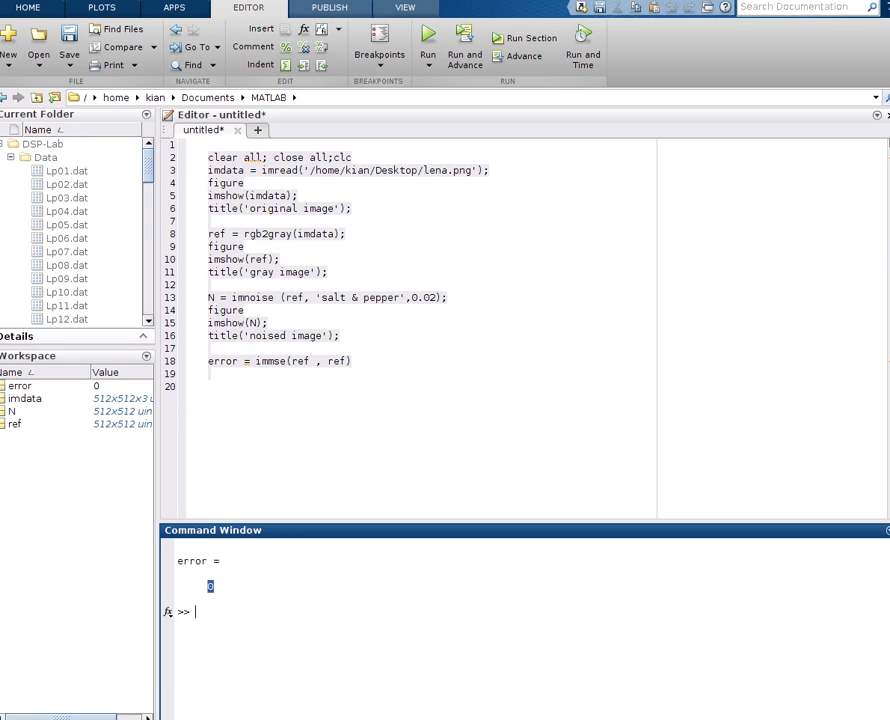 HOME PLOTS APPS EDITOR PUBLISH VIEW Search Documentation
New Open Save Find Files Compare Print FILE
Go To Find NAVIGATE
Insert fx
Comment %
Indent
EDIT
Breakpoints BREAKPOINTS
Run Run and Advance Run Section Advance Run and Time RUN
/ home kian Documents MATLAB
Current Folder
Name
DSP-Lab
Data
Lp01.dat
Lp02.dat
Lp03.dat
Lp04.dat
Lp05.dat
Lp06.dat
Lp07.dat
Lp08.dat
Lp09.dat
Lp10.dat
Lp11.dat
Lp12.dat
Details
Workspace
Name Value
error 0
imdata 512x512x3 u
N 512x512 uin
ref 512x512 uin
Editor - untitled*
untitled* +
1
2 clear all; close all;clc
3 imdata = imread('/home/kian/Desktop/lena.png');
4 figure
5 imshow(imdata);
6 title('original image');
7
8 ref = rgb2gray(imdata);
9 figure
10 imshow(ref);
11 title('gray image');
12
13 N = imnoise (ref, 'salt & pepper',0.02);
14 figure
15 imshow(N);
16 title('noised image');
17
18 error = immse(ref , ref)
19
20
Command Window
error =
0
fx >>